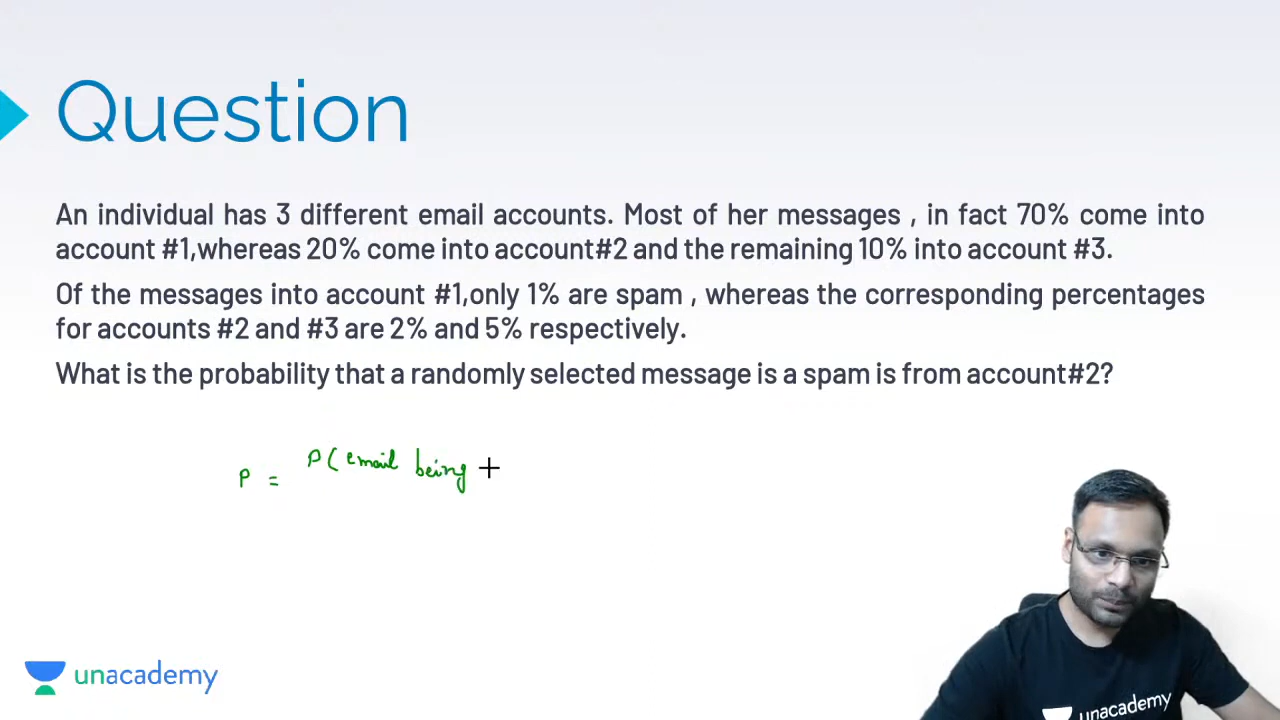 Question
An individual has 3 different email accounts. Most of her messages , in fact 70% come into
account #1,whereas 20% come into account#2 and the remaining 10% into account #3.
Of the messages into account #1,only 1% are spam , whereas the corresponding percentages
for accounts #2 and #3 are 2% and 5% respectively.
What is the probability that a randomly selected message is a spam is from account#2?
P = P( email being
unacademy
unacademy